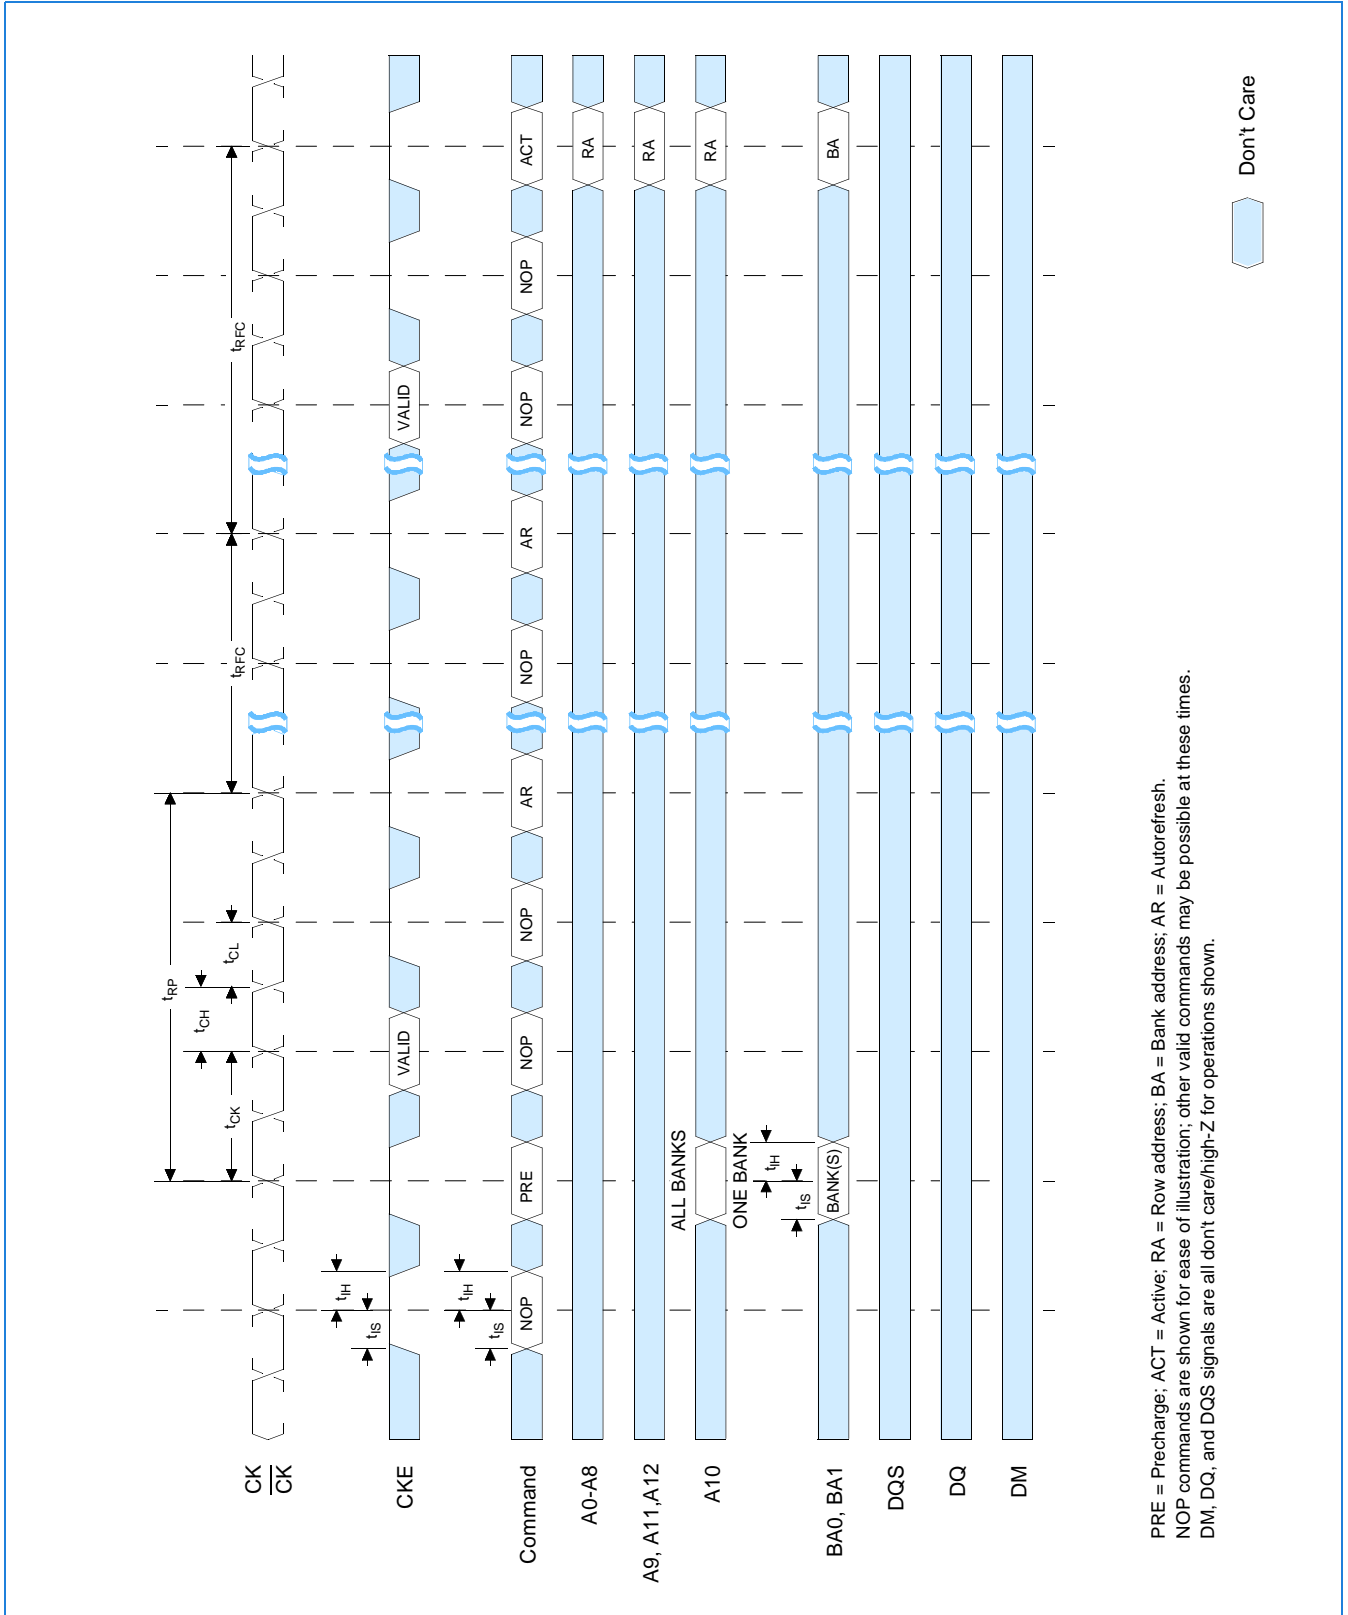 tRP
tCK
tCH
tCL
tRFC
tRFC
CK
CK
tIS
tIH
CKE
VALID
VALID
tIS
tIH
Command
NOP
PRE
NOP
NOP
AR
NOP
AR
NOP
NOP
ACT
A0-A8
RA
A9, A11,A12
RA
ALL BANKS
A10
RA
ONE BANK
tIS
tIH
BA0, BA1
BANK(S)
BA
DQS
DQ
DM
PRE = Precharge; ACT = Active; RA = Row address; BA = Bank address; AR = Autorefresh.
NOP commands are shown for ease of illustration; other valid commands may be possible at these times.
DM, DQ, and DQS signals are all don't care/high-Z for operations shown.
Don't Care